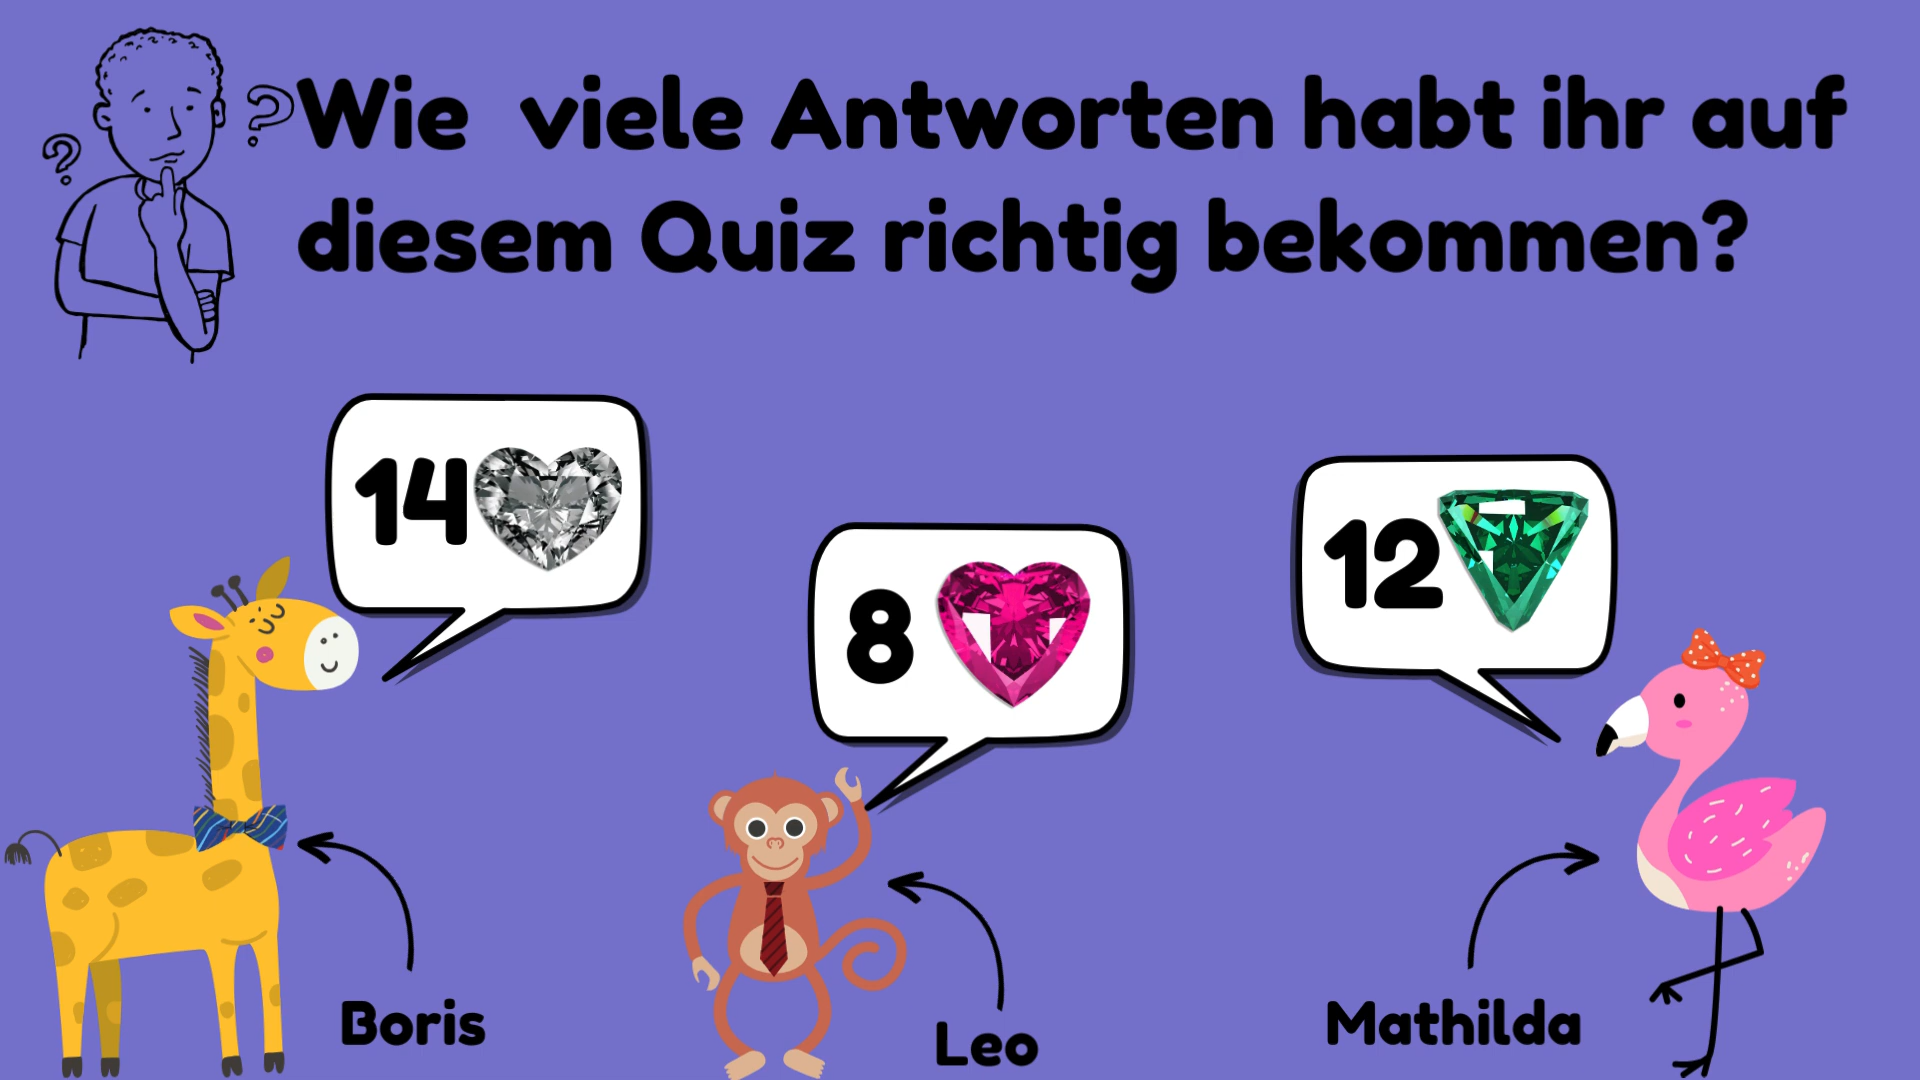 Wie viele Antworten habt ihr auf
diesem Quiz richtig bekommen?
14
8
12
Boris
Leo
Mathilda